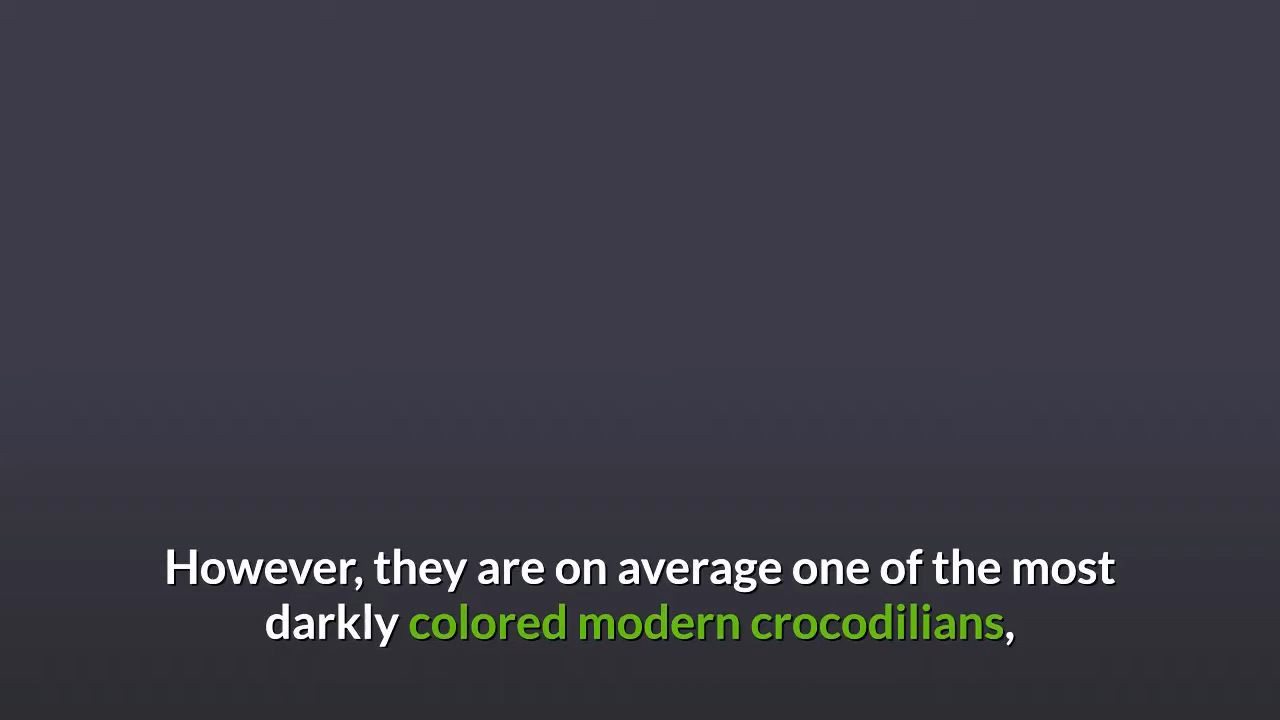 However, they are on average one of the most
darkly colored modern crocodilians,